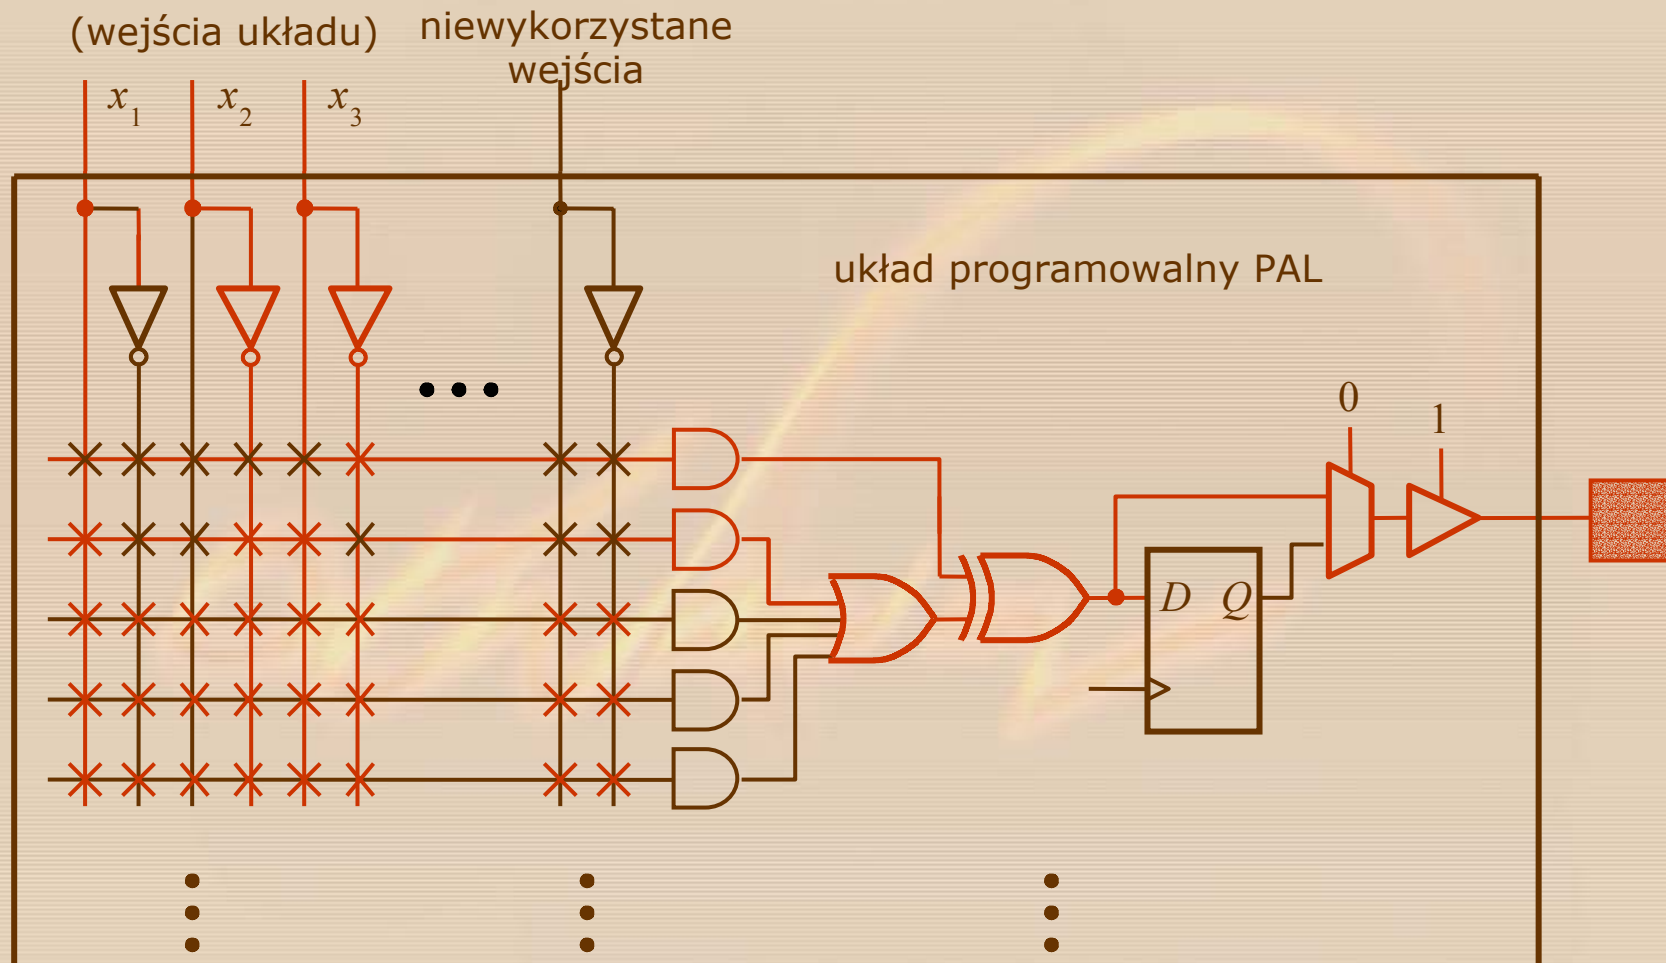 (wejścia układu)
niewykorzystane
wejścia
x1 x2 x3
układ programowalny PAL
0
1
D Q